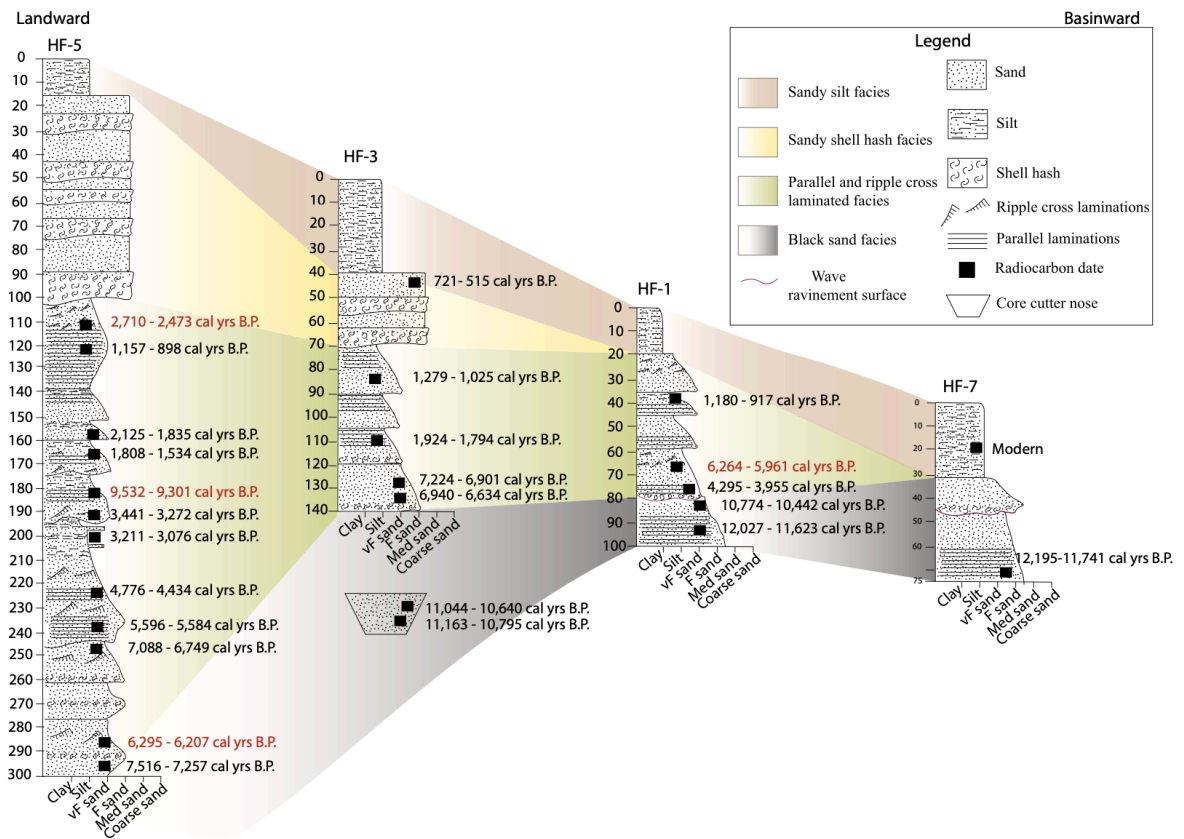 Landward
Basinward
HF-5
0
10
20
30
40
50
60
70
80
90
100
110
120
130
140
150
160
170
180
190
200
210
220
230
240
250
260
270
280
290
300
2,710 - 2,473 cal yrs B.P.
1,157 - 898 cal yrs B.P.
2,125 - 1,835 cal yrs B.P.
1,808 - 1,534 cal yrs B.P.
9,532 - 9,301 cal yrs B.P.
3,441 - 3,272 cal yrs B.P.
3,211 - 3,076 cal yrs B.P.
4,776 - 4,434 cal yrs B.P.
5,596 - 5,584 cal yrs B.P.
7,088 - 6,749 cal yrs B.P.
6,295 - 6,207 cal yrs B.P.
7,516 - 7,257 cal yrs B.P.
Clay
Silt
vF sand
F sand
Med sand
Coarse sand
HF-3
0
10
20
30
40
50
60
70
80
90
100
110
120
130
140
721- 515 cal yrs B.P.
1,279 - 1,025 cal yrs B.P.
1,924 - 1,794 cal yrs B.P.
7,224 - 6,901 cal yrs B.P.
6,940 - 6,634 cal yrs B.P.
Clay
Silt
vF sand
F sand
Med sand
Coarse sand
11,044 - 10,640 cal yrs B.P.
11,163 - 10,795 cal yrs B.P.
HF-1
0
10
20
30
40
50
60
70
80
90
100
1,180 - 917 cal yrs B.P.
6,264 - 5,961 cal yrs B.P.
4,295 - 3,955 cal yrs B.P.
10,774 - 10,442 cal yrs B.P.
12,027 - 11,623 cal yrs B.P.
Clay
Silt
vF sand
F sand
Med sand
Coarse sand
HF-7
0
10
20
30
40
50
60
75
Modern
12,195-11,741 cal yrs B.P.
Clay
Silt
vF sand
F sand
Med sand
Coarse sand
Legend
Sandy silt facies
Sandy shell hash facies
Parallel and ripple cross
laminated facies
Black sand facies
Wave
ravinement surface
Sand
Silt
Shell hash
Ripple cross laminations
Parallel laminations
Radiocarbon date
Core cutter nose